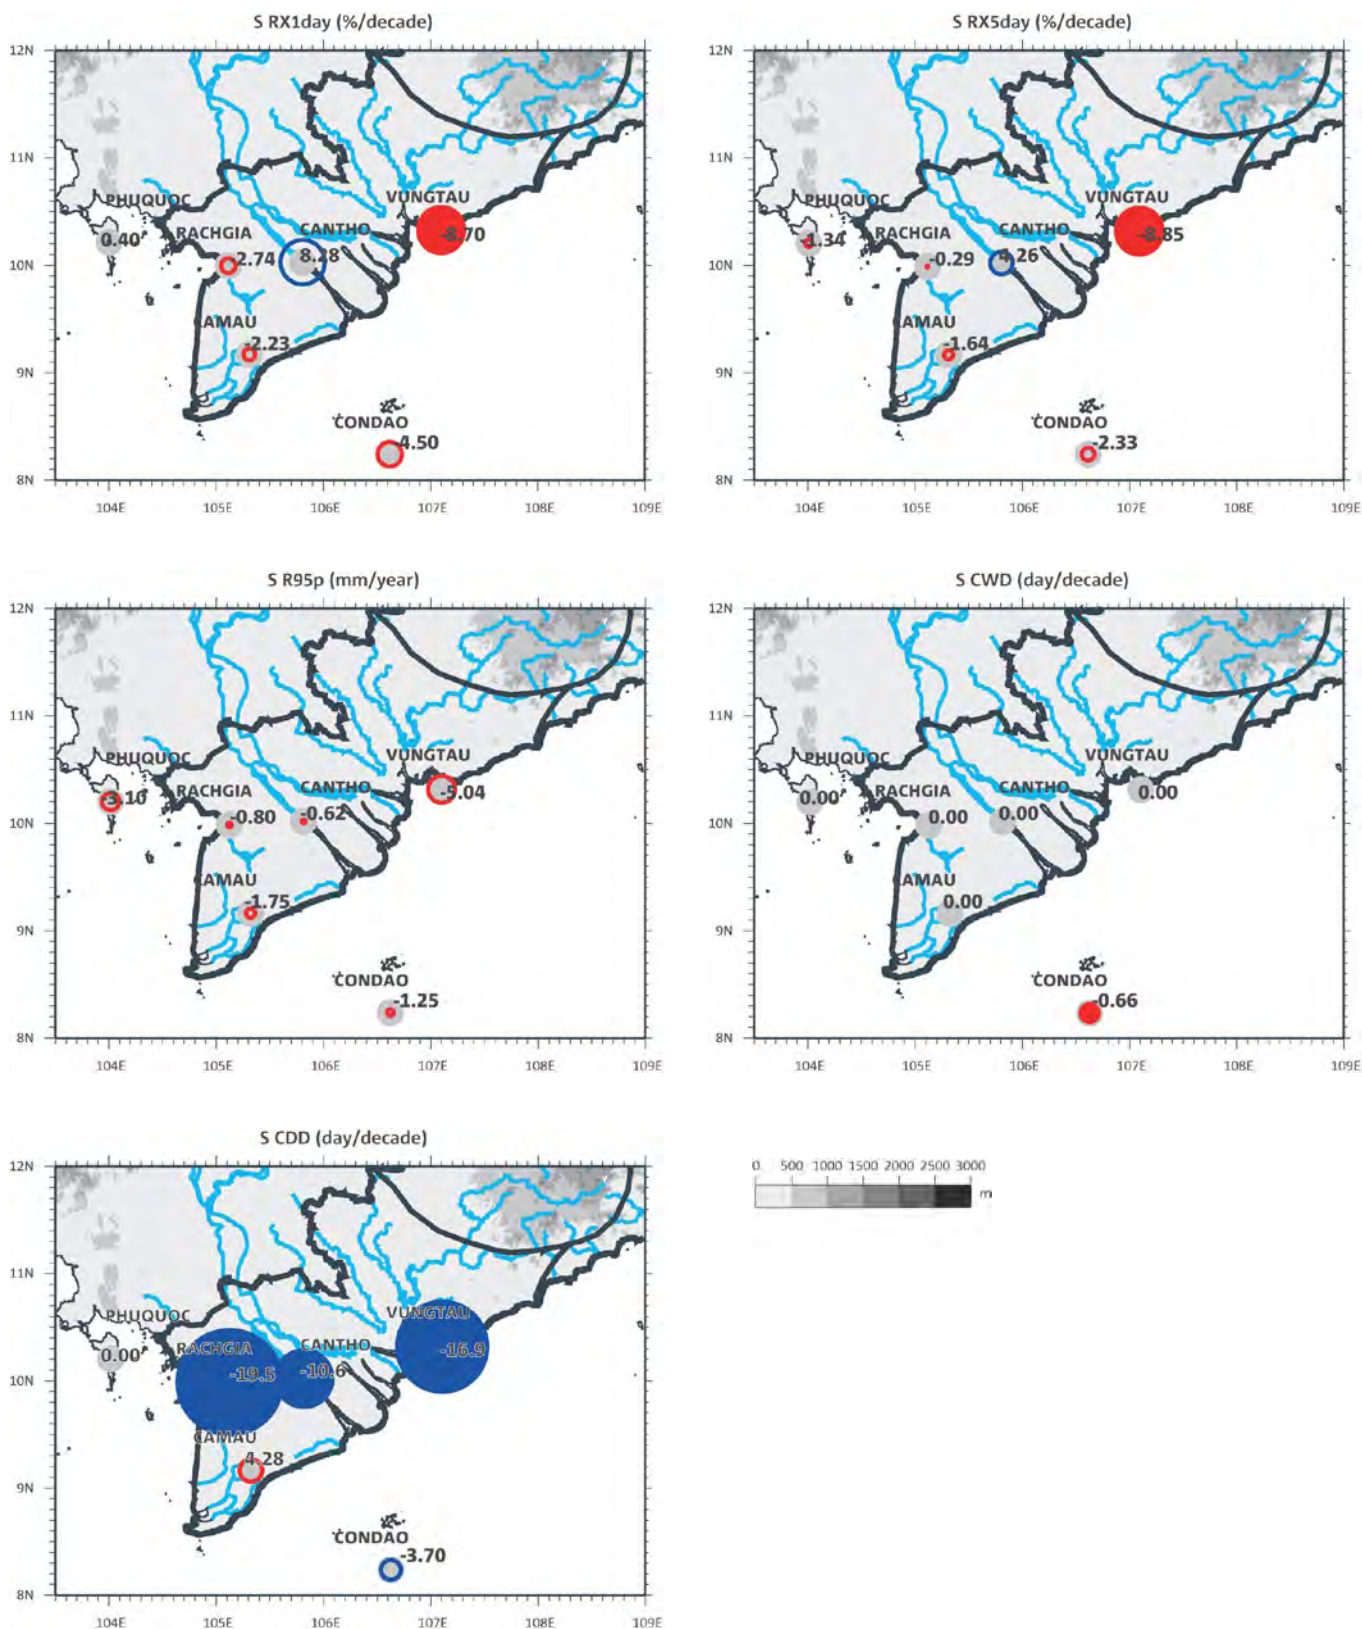 S RX1day (%/decade)
12N
11N
10N
9N
8N
104E 105E 106E 107E 108E 109E
PHUQUOC
0.40
RACHGIA
-2.74
CANTHO
8.28
VUNGTAU
-8.70
CAMAU
-2.23
CONDAO
-4.50
S RX5day (%/decade)
12N
11N
10N
9N
8N
104E 105E 106E 107E 108E 109E
PHUQUOC
-1.34
RACHGIA
-0.29
CANTHO
4.26
VUNGTAU
-8.85
CAMAU
-1.64
CONDAO
-2.33
S R95p (mm/year)
12N
11N
10N
9N
8N
104E 105E 106E 107E 108E 109E
PHUQUOC
-3.10
RACHGIA
-0.80
CANTHO
-0.62
VUNGTAU
-5.04
CAMAU
-1.75
CONDAO
-1.25
S CWD (day/decade)
12N
11N
10N
9N
8N
104E 105E 106E 107E 108E 109E
PHUQUOC
0.00
RACHGIA
0.00
CANTHO
0.00
VUNGTAU
0.00
CAMAU
0.00
CONDAO
-0.66
S CDD (day/decade)
12N
11N
10N
9N
8N
104E 105E 106E 107E 108E 109E
PHUQUOC
0.00
RACHGIA
-19.5
CANTHO
-10.6
VUNGTAU
-16.9
CAMAU
4.28
CONDAO
-3.70
0 500 1000 1500 2000 2500 3000
m